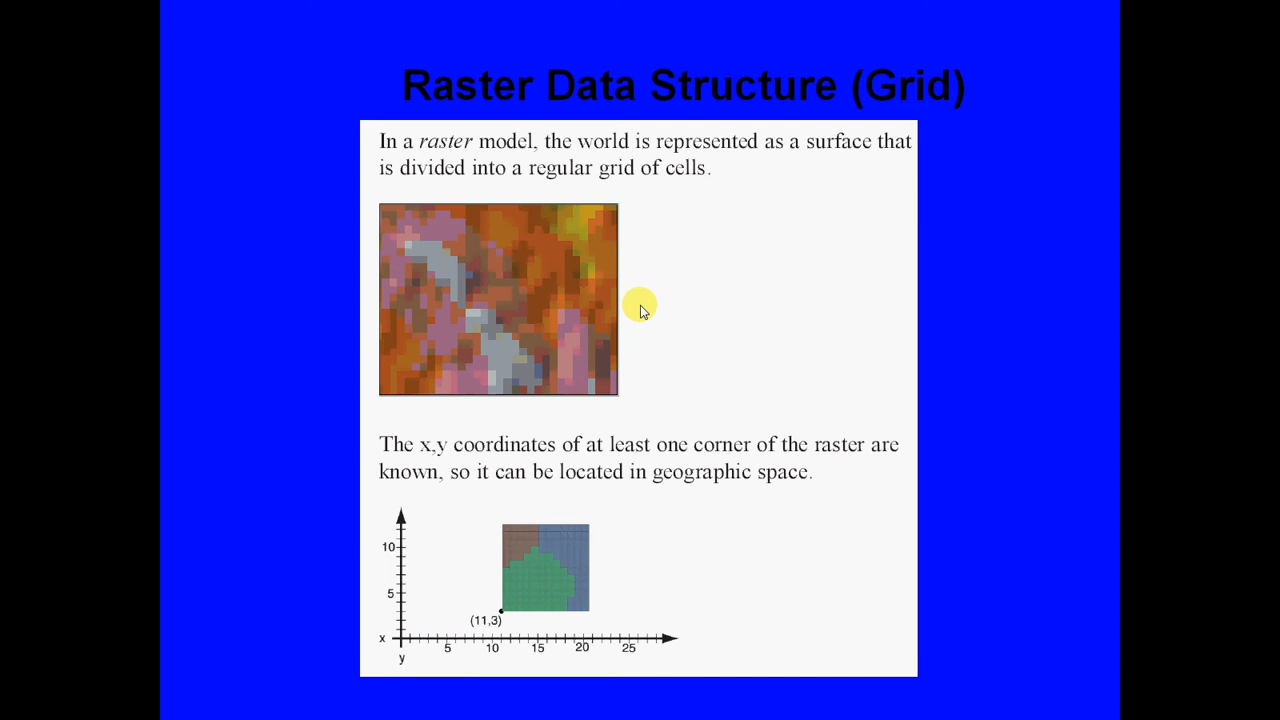 Raster Data Structure (Grid)
In a raster model, the world is represented as a surface that
is divided into a regular grid of cells.
The x,y coordinates of at least one corner of the raster are
known, so it can be located in geographic space.
10
5
(11,3)
x
5 10 15 20 25
y